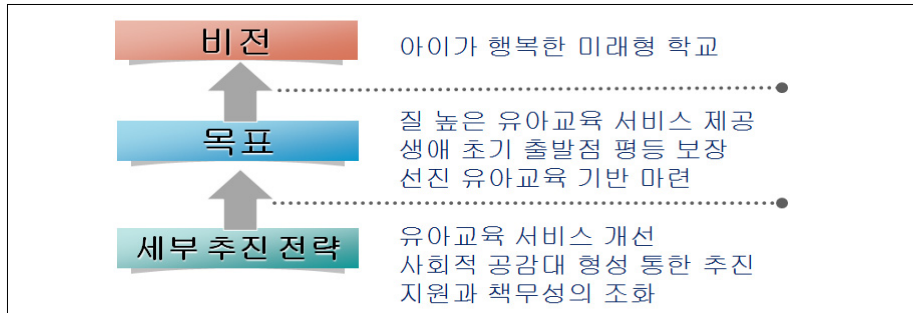 비전
아이가 행복한 미래형 학교
목표
질 높은 유아교육 서비스 제공
생애 초기 출발점 평등 보장
선진 유아교육 기반 마련
세부 추진 전략
유아교육 서비스 개선
사회적 공감대 형성 통한 추진
지원과 책무성의 조화